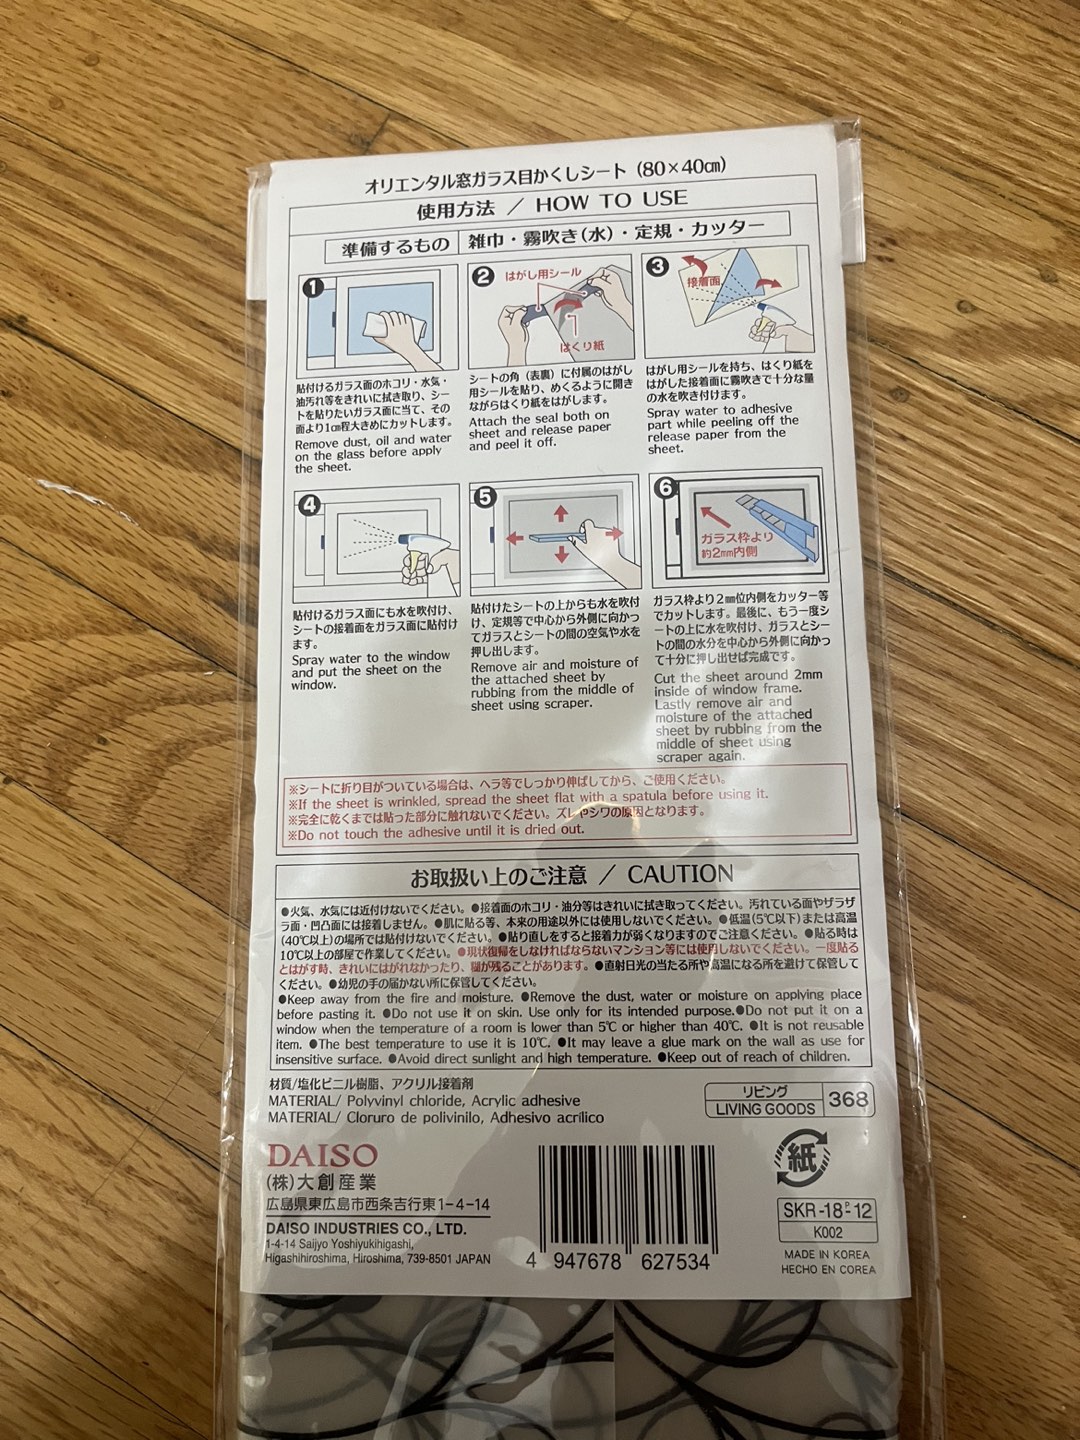 オリエンタル窓ガラス目かくしシート (80×40㎝)
使用方法 / HOW TO USE
準備するもの 雑巾・霧吹き(水)・定規・カッター
1
貼付けるガラス面のホコリ・水気・
油汚れ等をきれいに拭き取り、シー
トを貼りたいガラス面に当て、その
面より1㎝程大きめにカットします。
Remove dust, oil and water
on the glass before apply
the sheet.
2
はがし用シール
はくり紙
シートの角 (表裏) に付属のはがし
用シールを貼り、めくるように開き
ながらはくり紙をはがします。
Attach the seal both on
sheet and release paper
and peel it off.
3
接着面
はがし用シールを持ち、はくり紙を
はがした接着面に霧吹きで十分な量
の水を吹き付けます。
Spray water to adhesive
part while peeling off the
release paper from the
sheet.
4
貼付けるガラス面にも水を吹付け、
シートの接着面をガラス面に貼付け
ます。
Spray water to the window
and put the sheet on the
window.
5
貼付けたシートの上からも水を吹付
け、定規等で中心から外側に向かっ
てガラスとシートの間の空気や水を
押し出します。
Remove air and moisture of
the attached sheet by
rubbing from the middle of
sheet using scraper.
6
ガラス枠より
約2mm内側
ガラス枠より2㎜位内側をカッター等
でカットします。最後に、もう一度シ
ートの上に水を吹付け、ガラスとシー
トの間の水分を中心から外側に向かっ
て十分に押し出せば完成です。
Cut the sheet around 2mm
inside of window frame.
Lastly remove air and
moisture of the attached
sheet by rubbing from the
middle of sheet using
scraper again.
※シートに折り目がついている場合は、ヘラ等でしっかり伸ばしてから、ご使用ください。
※If the sheet is wrinkled, spread the sheet flat with a spatula before using it.
※完全に乾くまでは貼った部分に触れないでください。ズレやシワの原因となります。
※Do not touch the adhesive until it is dried out.
お取扱い上のご注意 / CAUTION
●火気、水気には近付けないでください。●接着面のホコリ・油分等はきれいに拭き取ってください。汚れている面やザラザ
ラ面・凹凸面には接着しません。●肌に貼る等、本来の用途以外には使用しないでください。●低温(5℃以下)または高温
(40℃以上)の場所では貼付けないでください。●貼り直しをすると接着力が弱くなりますのでご注意ください。●貼る時は
10℃以上の部屋で作業してください。●現状復帰をしなければならないマンション等には使用しないでください。一度貼る
とはがす時、きれいにはがれなかったり、糊が残ることがあります。●直射日光の当たる所や高温になる所を避けて保管して
ください。●幼児の手の届かない所に保管してください。
●Keep away from the fire and moisture. ●Remove the dust, water or moisture on applying place
before pasting it. ●Do not use it on skin. Use only for its intended purpose.●Do not put it on a
window when the temperature of a room is lower than 5℃ or higher than 40℃. ●It is not reusable
item. ●The best temperature to use it is 10℃. ●It may leave a glue mark on the wall as use for
insensitive surface. ●Avoid direct sunlight and high temperature. ●Keep out of reach of children.
材質/塩化ビニル樹脂、アクリル接着剤
MATERIAL/ Polyvinyl chloride, Acrylic adhesive
MATERIAL/ Cloruro de polivinilo, Adhesivo acrílico
リビング
LIVING GOODS 368
DAISO
(株)大創産業
広島県東広島市西条吉行東1-4-14
DAISO INDUSTRIES CO., LTD.
1-4-14 Saijyo Yoshiyukihigashi,
Higashihiroshima, Hiroshima, 739-8501 JAPAN
4 947678 627534
紙
SKR-18-P-12
K002
MADE IN KOREA
HECHO EN COREA